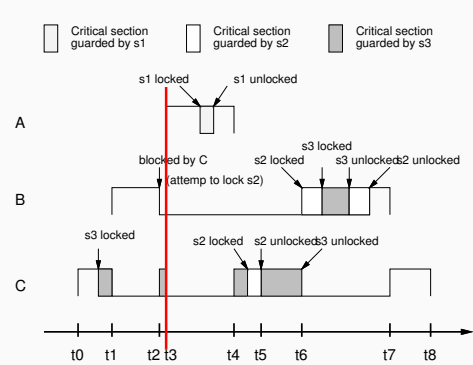 Critical section
guarded by s1
Critical section
guarded by s2
Critical section
guarded by s3
s1 locked
s1 unlocked
A
s3 locked
blocked by C
s2 locked
s3 unlocked
s2 unlocked
(attemp to lock s2)
B
s3 locked
s2 locked
s2 unlocked
s3 unlocked
C
t0 t1 t2 t3 t4 t5 t6 t7 t8